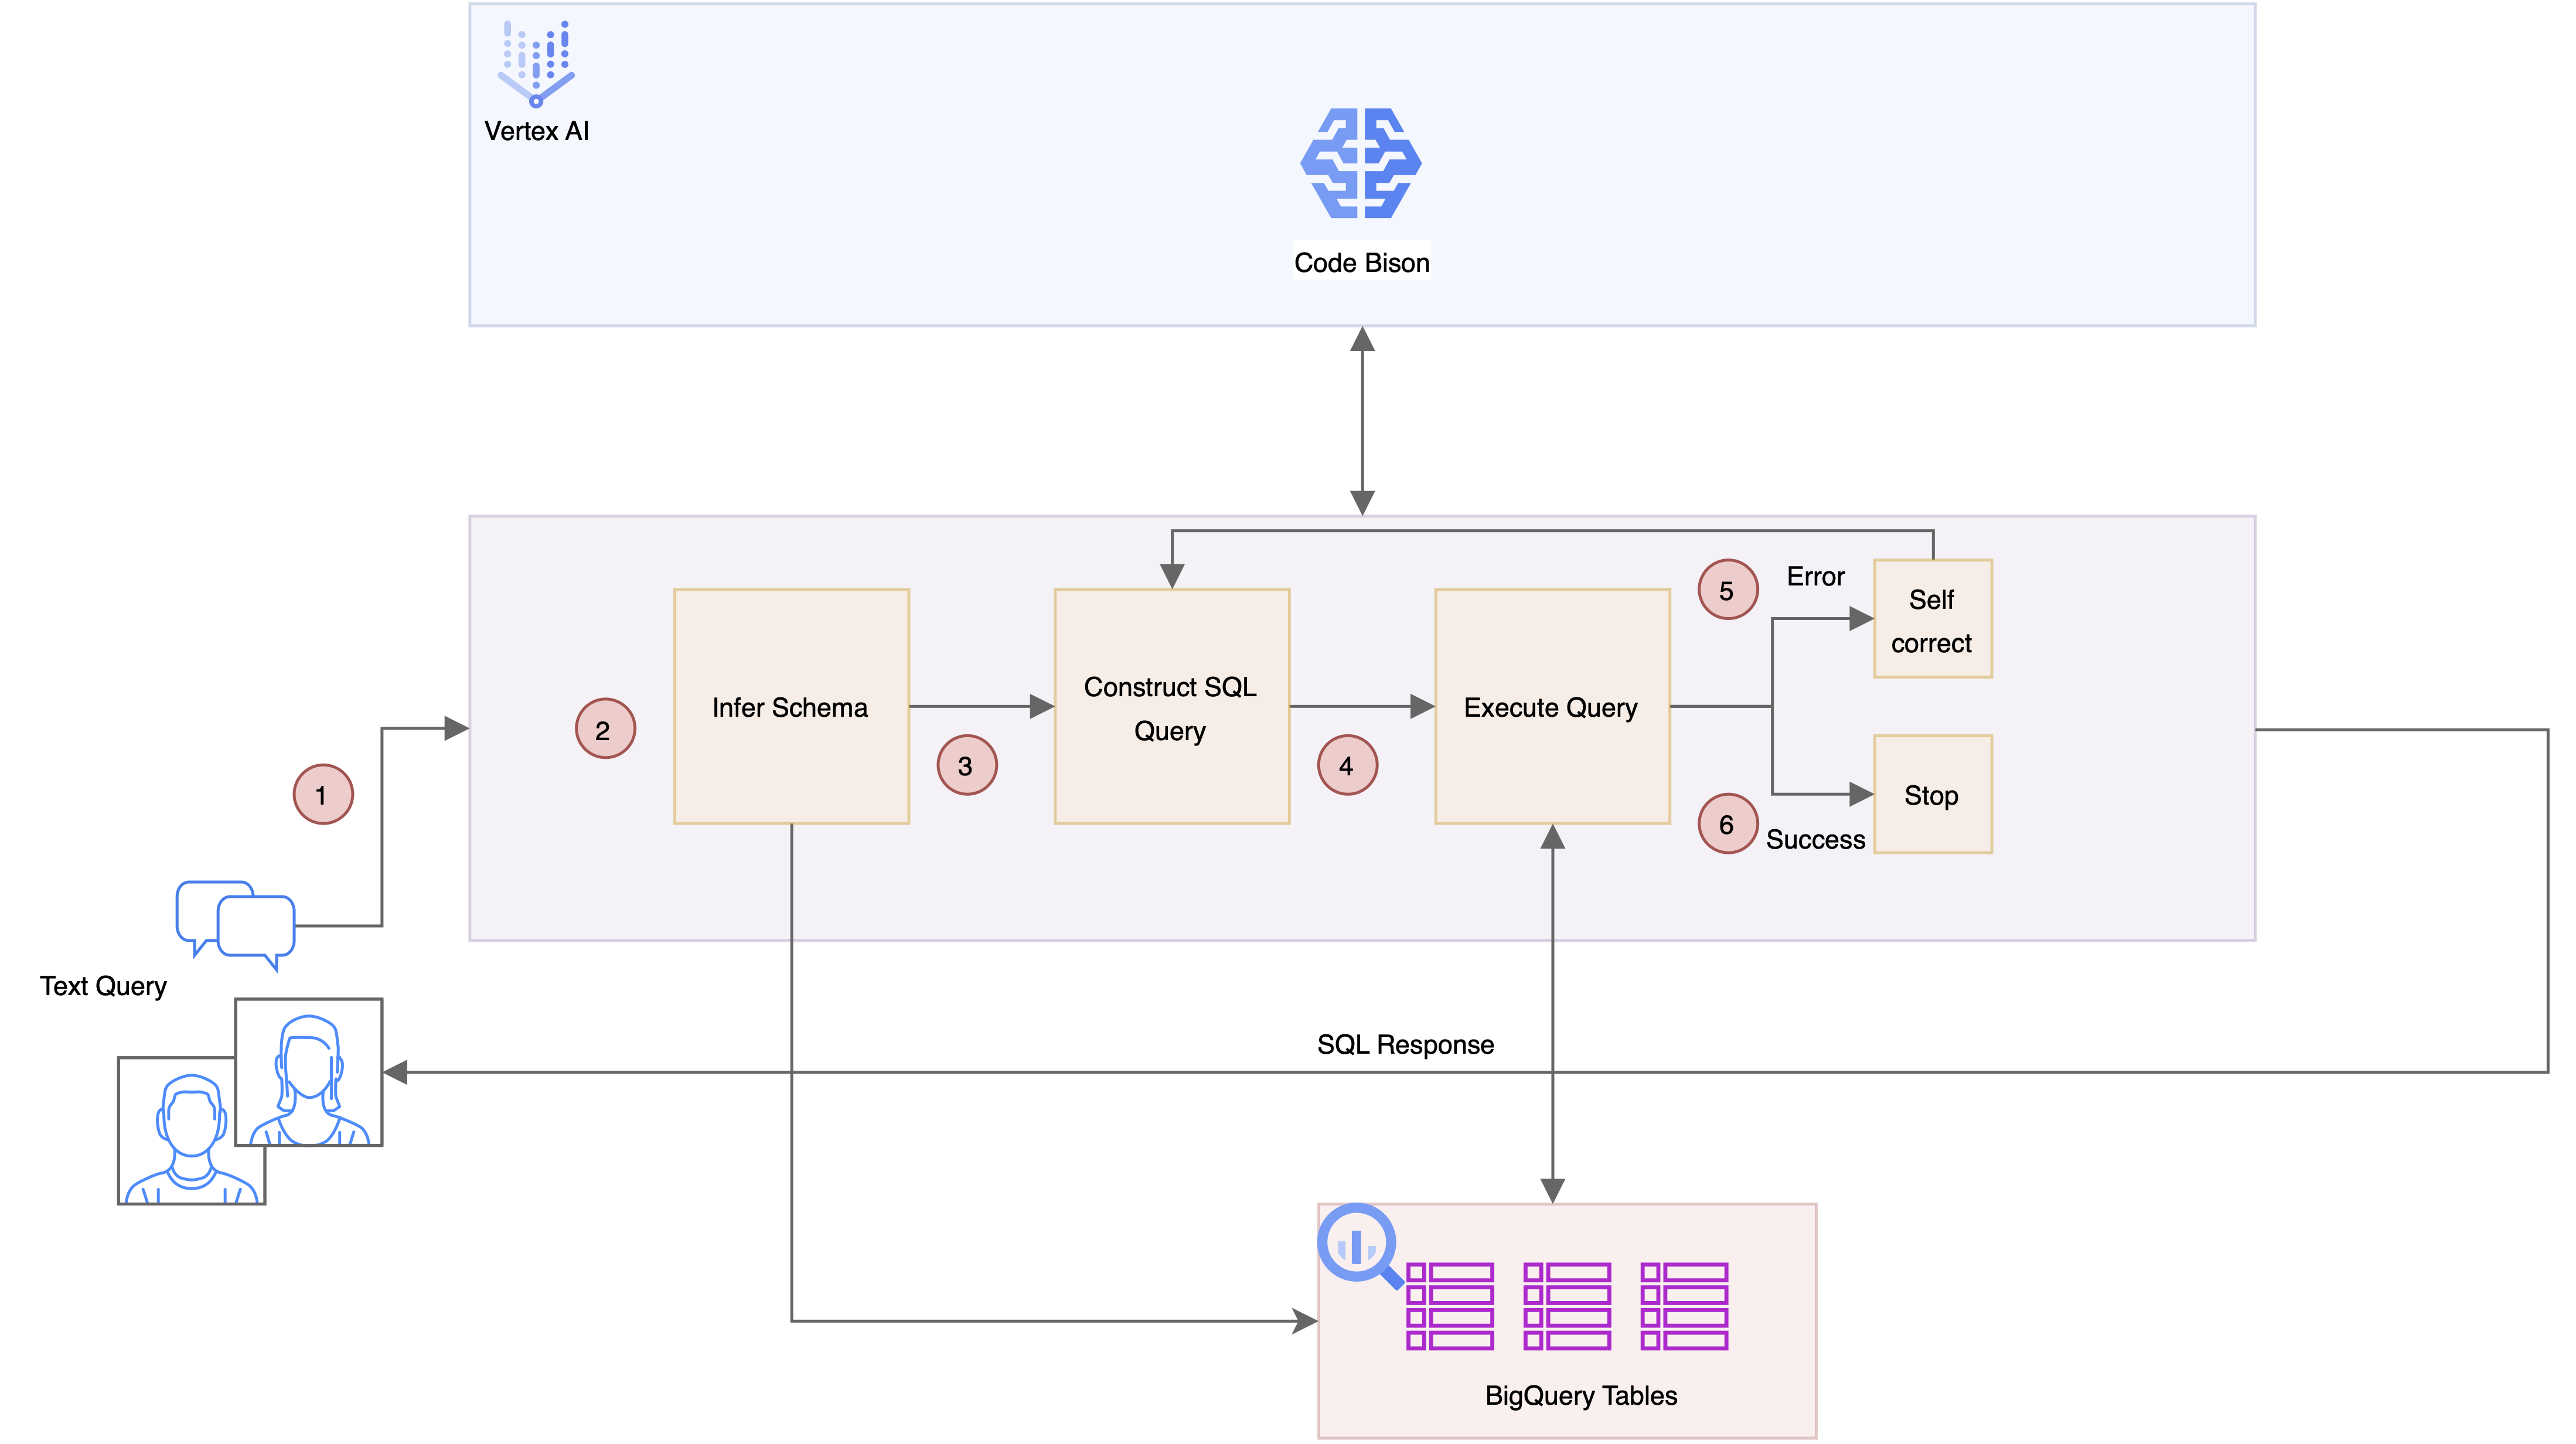 Vertex AI
Code Bison
5
Error
Self
correct
2
Infer Schema
3
Construct SQL
Query
4
Execute Query
1
6
Success
Stop
Text Query
SQL Response
BigQuery Tables